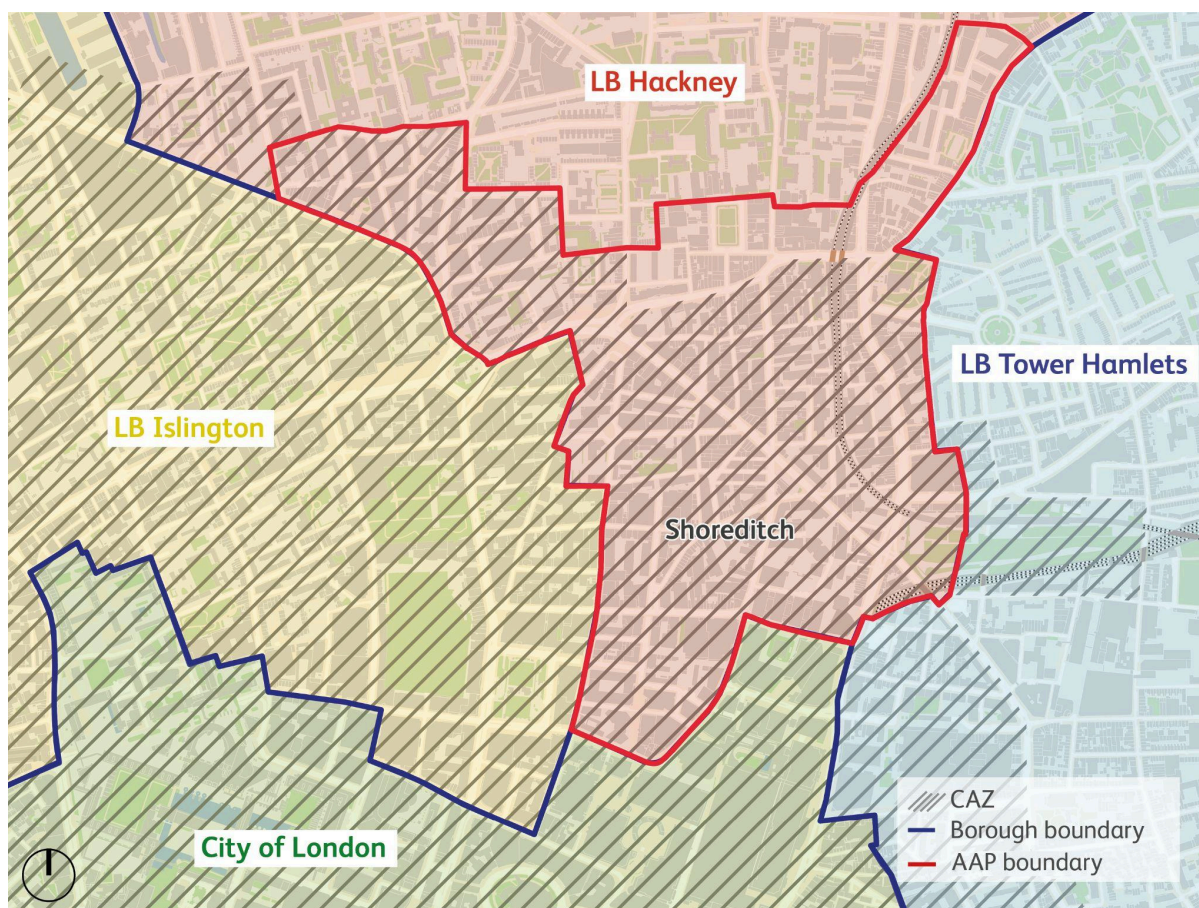 LB Hackney
LB Tower Hamlets
LB Islington
Shoreditch
City of London
CAZ
Borough boundary
AAP boundary